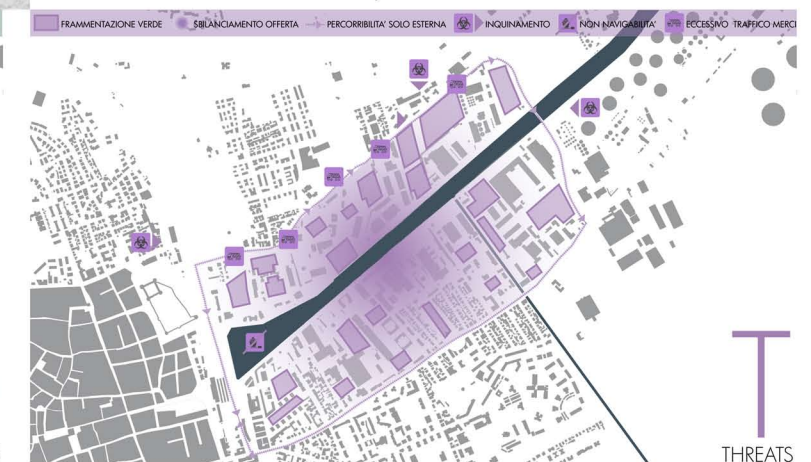 FRAMMENTAZIONE VERDE SBILANCIAMENTO OFFERTA PERCORRIBILITA' SOLO ESTERNA INQUINAMENTO NON NAVIGABILITA' ECCESSIVO TRAFFICO MERCI
T
THREATS